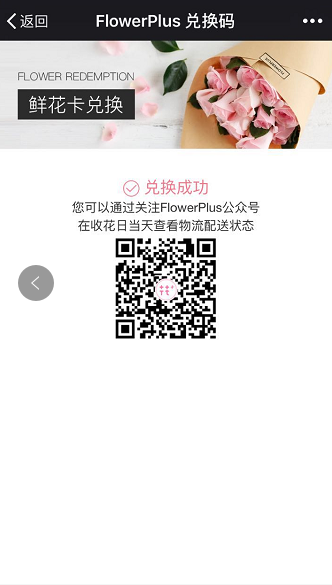 返回
FlowerPlus 兑换码
FLOWER REDEMPTION
鲜花卡兑换
兑换成功
您可以通过关注FlowerPlus公众号
在收花日当天查看物流配送状态